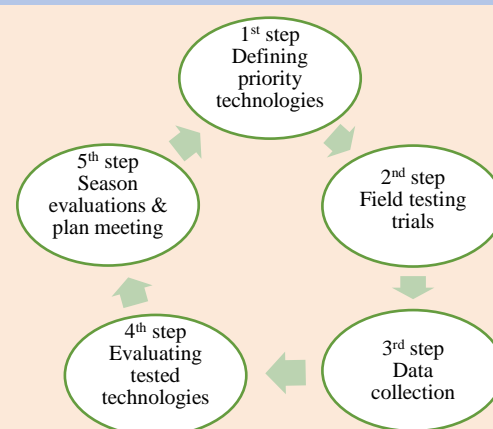 1st step
Defining
priority
technologies
2nd step
Field testing
trials
3rd step
Data
collection
4th step
Evaluating
tested
technologies
5th step
Season
evaluations &
plan meeting